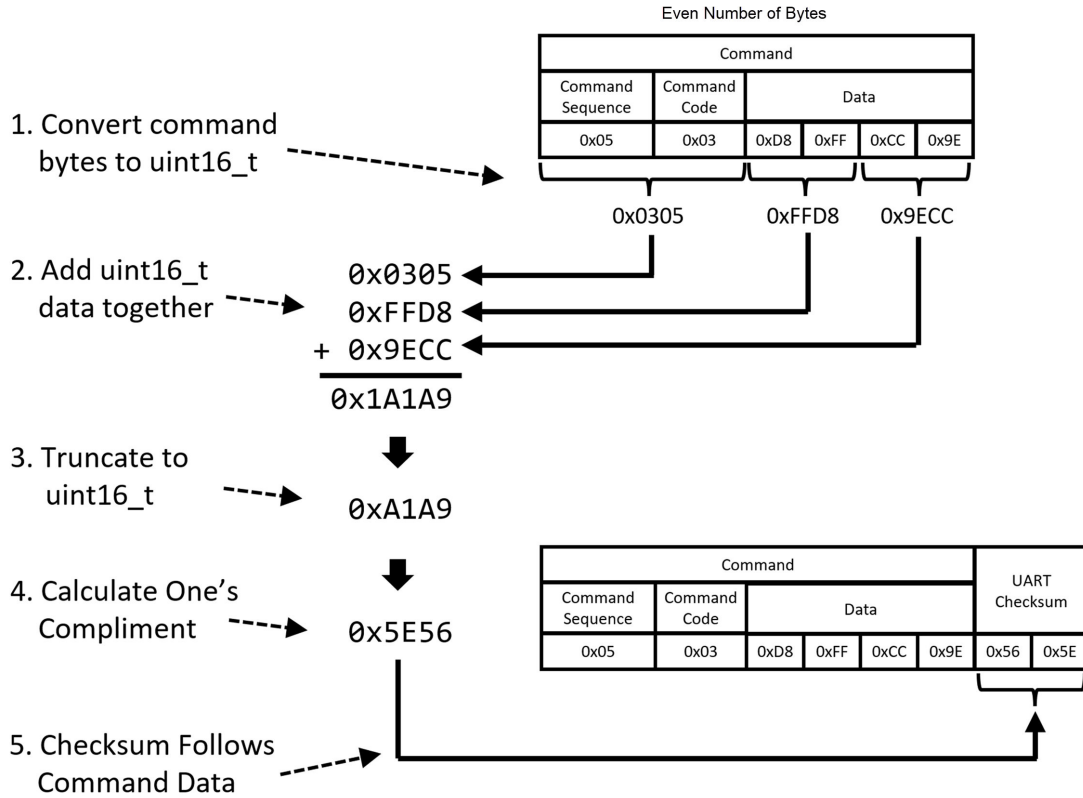 Even Number of Bytes
Command
Command Sequence
Command Code
Data
0x05 0x03 0xD8 0xFF 0xCC 0x9E
1. Convert command
bytes to uint16_t
0x0305 0xFFD8 0x9ECC
2. Add uint16_t
data together
0x0305
0xFFD8
+ 0x9ECC
0x1A1A9
3. Truncate to
uint16_t
0xA1A9
4. Calculate One’s
Compliment
0x5E56
Command
UART
Checksum
Command Sequence
Command Code
Data
0x05 0x03 0xD8 0xFF 0xCC 0x9E 0x56 0x5E
5. Checksum Follows
Command Data